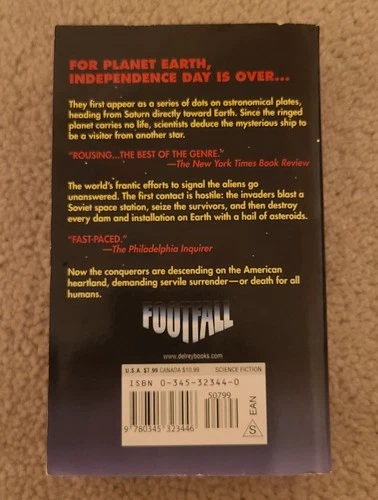 FOR PLANET EARTH,
INDEPENDENCE DAY IS OVER...
They first appear as a series of dots on astronomical plates,
heading from Saturn directly toward Earth. Since the ringed
planet carries no life, scientists deduce the mysterious ship to
be a visitor from another star.
"ROUSING...THE BEST OF THE GENRE."
—The New York Times Book Review
The world's frantic efforts to signal the aliens go
unanswered. The first contact is hostile: the invaders blast a
Soviet space station, seize the survivors, and then destroy
every dam and installation on Earth with a hail of asteroids.
"FAST-PACED."
—The Philadelphia Inquirer
Now the conquerors are descending on the American
heartland, demanding servile surrender—or death for all
humans.
FOOTFALL
www.delreybooks.com
U.S.A. $7.99 CANADA $10.99 SCIENCE FICTION
ISBN 0-345-32344-0
50799
9 780345 323446
S EAN